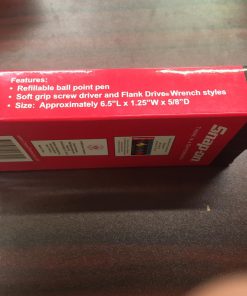 Features:
• Refillable ball point pen
• Soft grip screw driver and Flank Drive® Wrench styles
• Size: Approximately 6.5"L x 1.25"W x 5/8"D
Snap-on